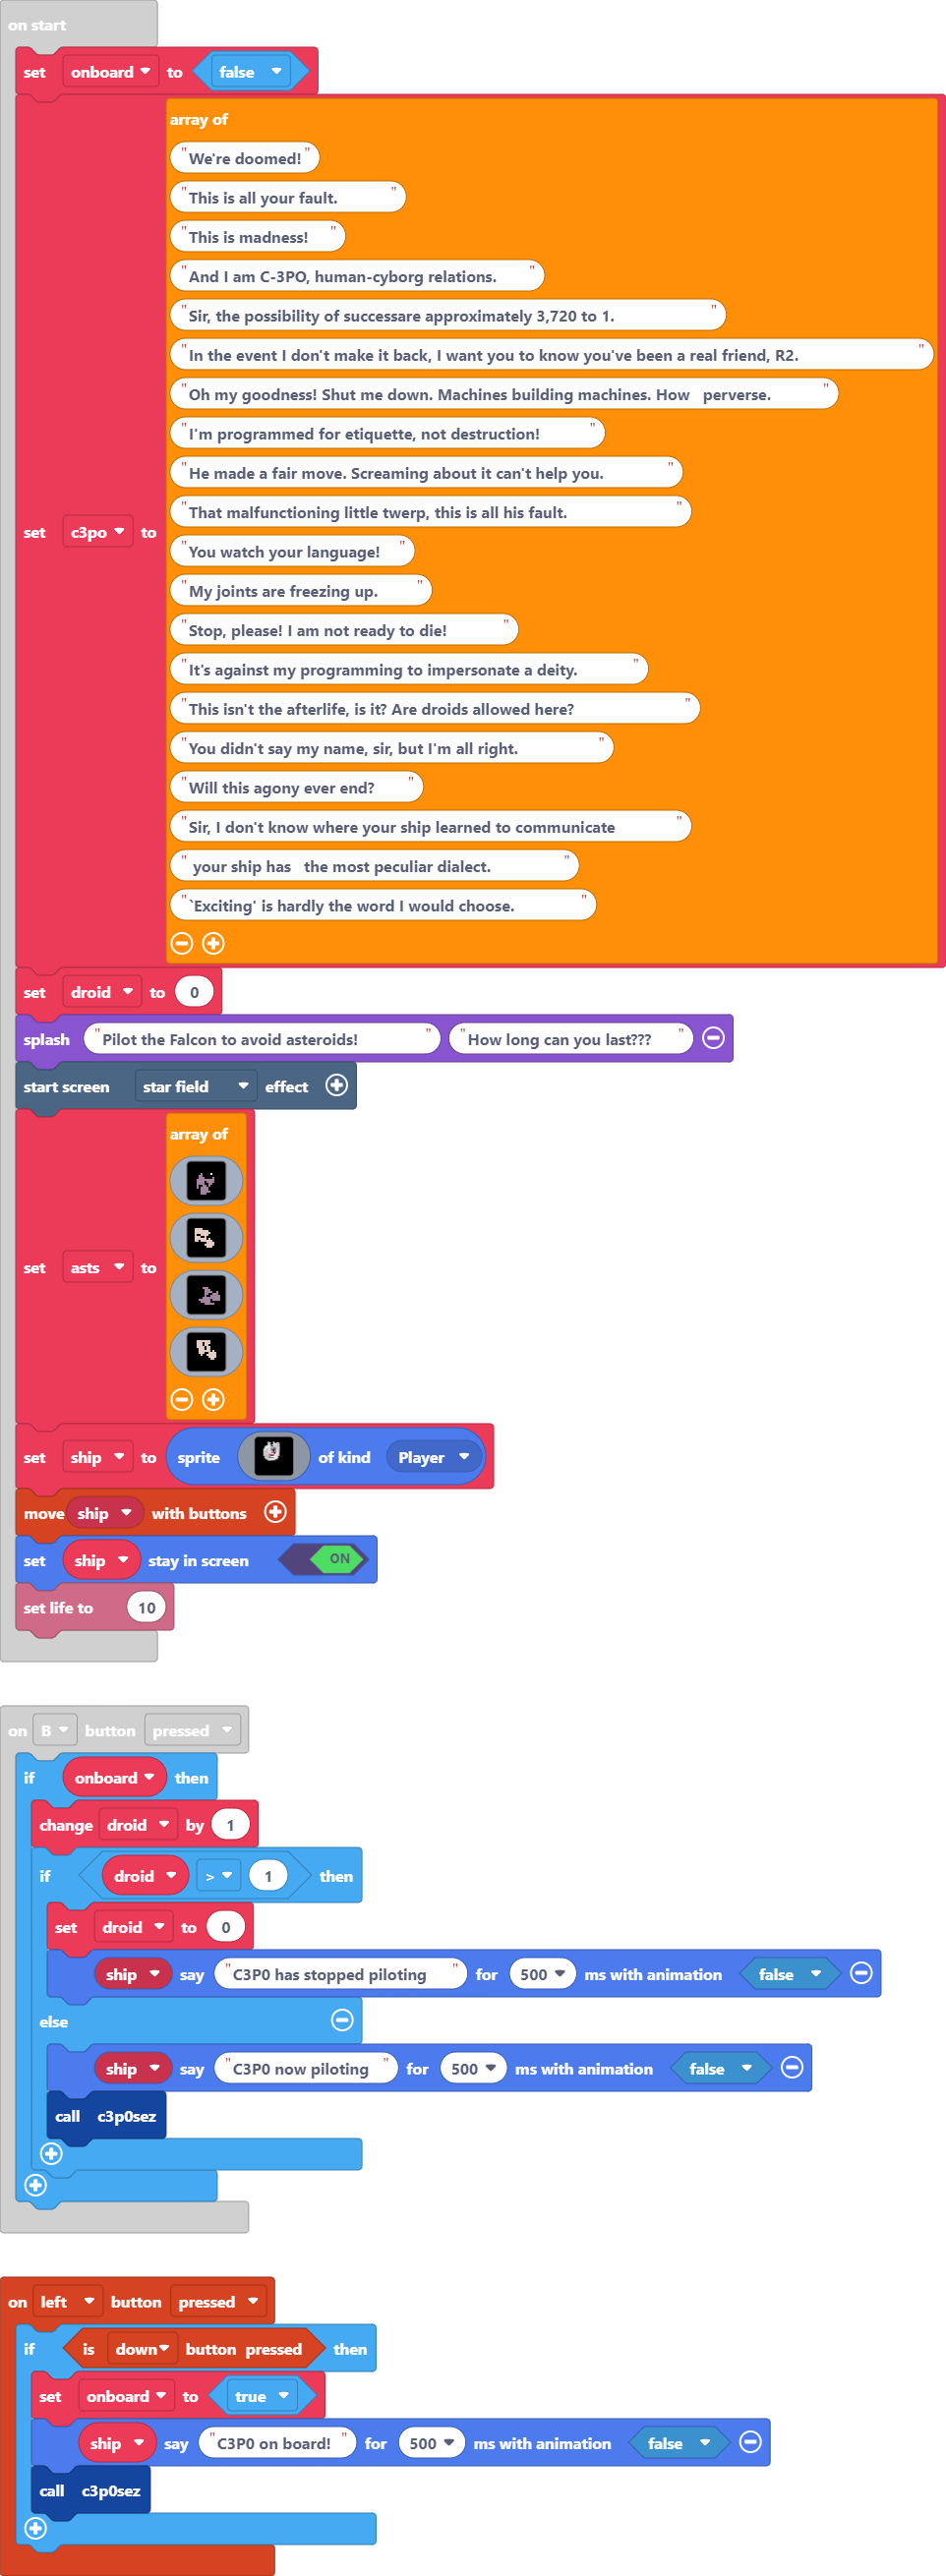 on start
set onboard to false
array of
"We're doomed!"
"This is all your fault."
"This is madness!"
"And I am C-3PO, human-cyborg relations."
"Sir, the possibility of successare approximately 3,720 to 1."
"In the event I don't make it back, I want you to know you've been a real friend, R2."
"Oh my goodness! Shut me down. Machines building machines. How perverse."
"I'm programmed for etiquette, not destruction!"
"He made a fair move. Screaming about it can't help you."
"That malfunctioning little twerp, this is all his fault."
set c3po to
"You watch your language!"
"My joints are freezing up."
"Stop, please! I am not ready to die!"
"It's against my programming to impersonate a deity."
"This isn't the afterlife, is it? Are droids allowed here?"
"You didn't say my name, sir, but I'm all right."
"Will this agony ever end?"
"Sir, I don't know where your ship learned to communicate"
" your ship has the most peculiar dialect."
"`Exciting' is hardly the word I would choose."
set droid to 0
splash "Pilot the Falcon to avoid asteroids!" "How long can you last???"
start screen star field effect
array of
set asts to
set ship to sprite of kind Player
move ship with buttons
set ship stay in screen ON
set life to 10
on B button pressed
if onboard then
change droid by 1
if droid > 1 then
set droid to 0
ship say "C3P0 has stopped piloting" for 500 ms with animation false
else
ship say "C3P0 now piloting" for 500 ms with animation false
call c3p0sez
on left button pressed
if is down button pressed then
set onboard to true
ship say "C3P0 on board!" for 500 ms with animation false
call c3p0sez